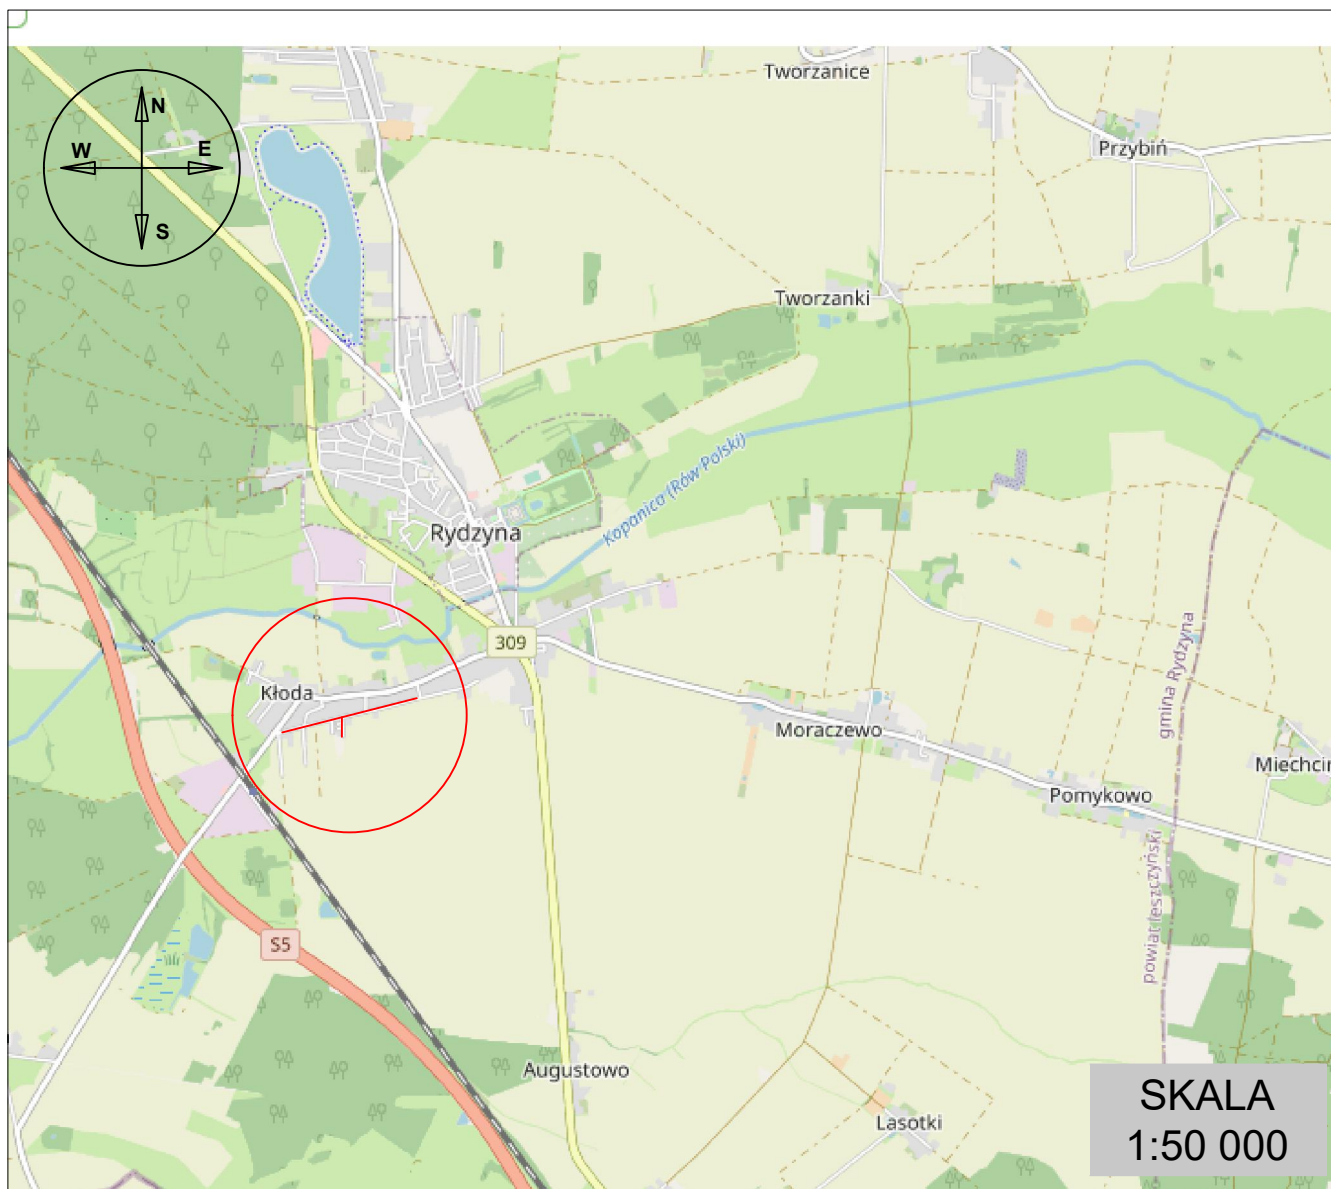 Tworzanice
N
W
E
S
Przybiń
Tworzanki
Kopanica (Rów Polski)
Rydzyna
309
gmina Rydzyna
Kłoda
Moraczewo
Miechcin
Pomykowo
powiat leszczyński
S5
Augustowo
Lasotki
SKALA
1:50 000